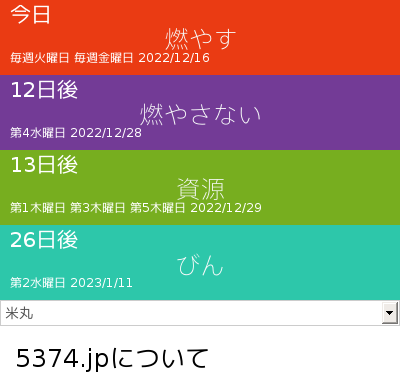 今日
燃やす
毎週火曜日 毎週金曜日 2022/12/16
12日後
燃やさない
第4水曜日 2022/12/28
13日後
資源
第1木曜日 第3木曜日 第5木曜日 2022/12/29
26日後
びん
第2水曜日 2023/1/11
米丸
5374.jpについて